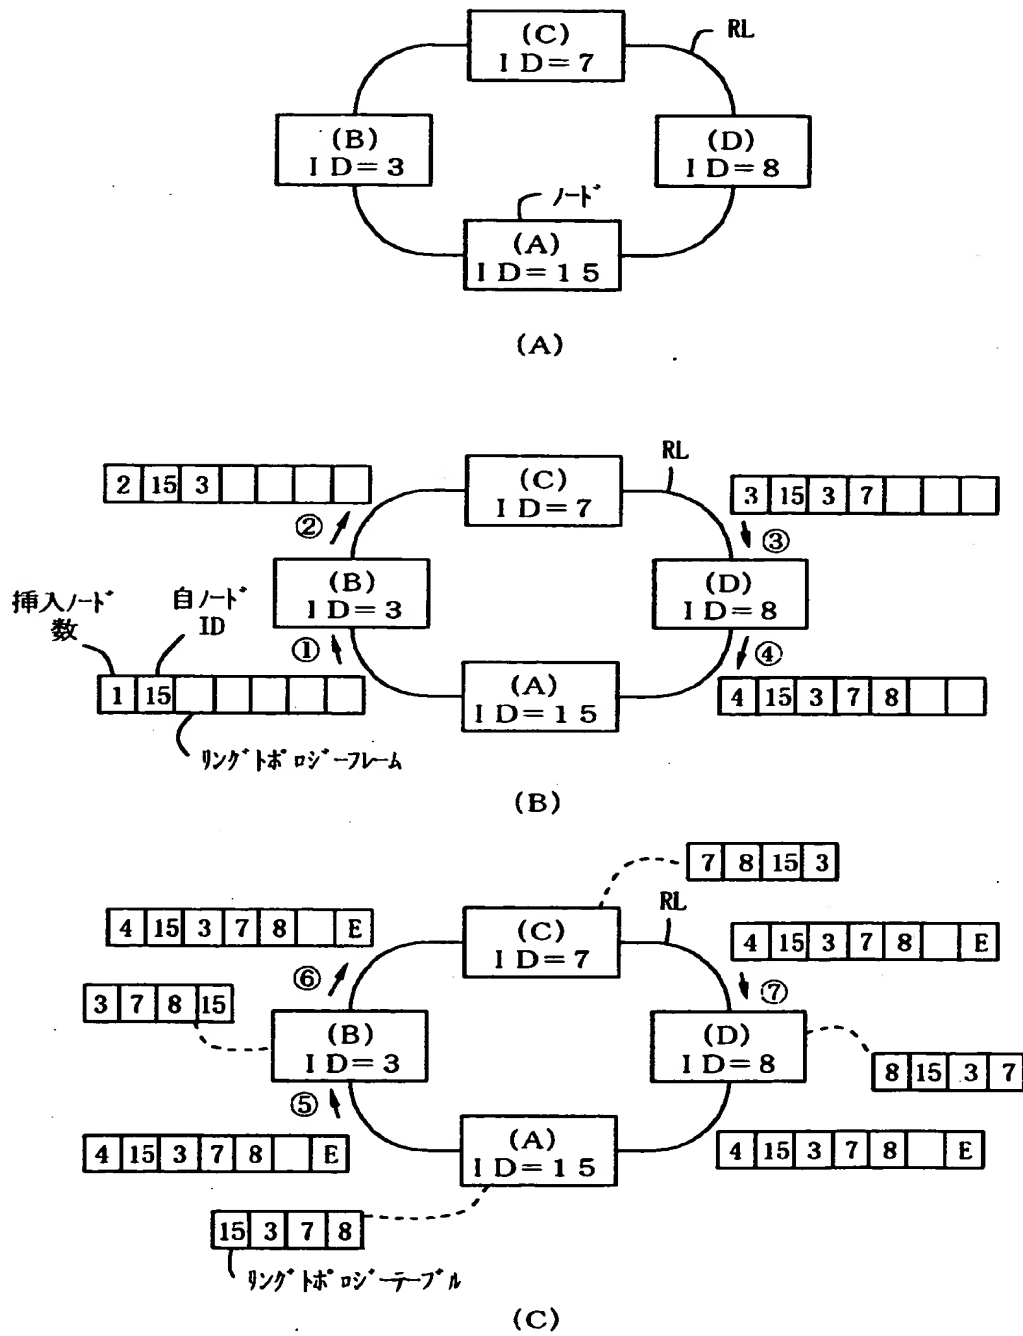 (C)
ID=7
RL
(B)
ID=3
(D)
ID=8
ノード
(A)
ID=15
(A)
2 15 3
(C)
ID=7
RL
3 15 3 7
②
③
(B)
ID=3
(D)
ID=8
挿入ノード
数
自ノード
ID
①
④
1 15
(A)
ID=15
4 15 3 7 8
リングトポロジーフレーム
(B)
7 8 15 3
4 15 3 7 8 E
(C)
ID=7
RL
4 15 3 7 8 E
⑥
⑦
3 7 8 15
(B)
ID=3
(D)
ID=8
8 15 3 7
⑤
4 15 3 7 8 E
(A)
ID=15
4 15 3 7 8 E
15 3 7 8
リングトポロジーテーブル
(C)